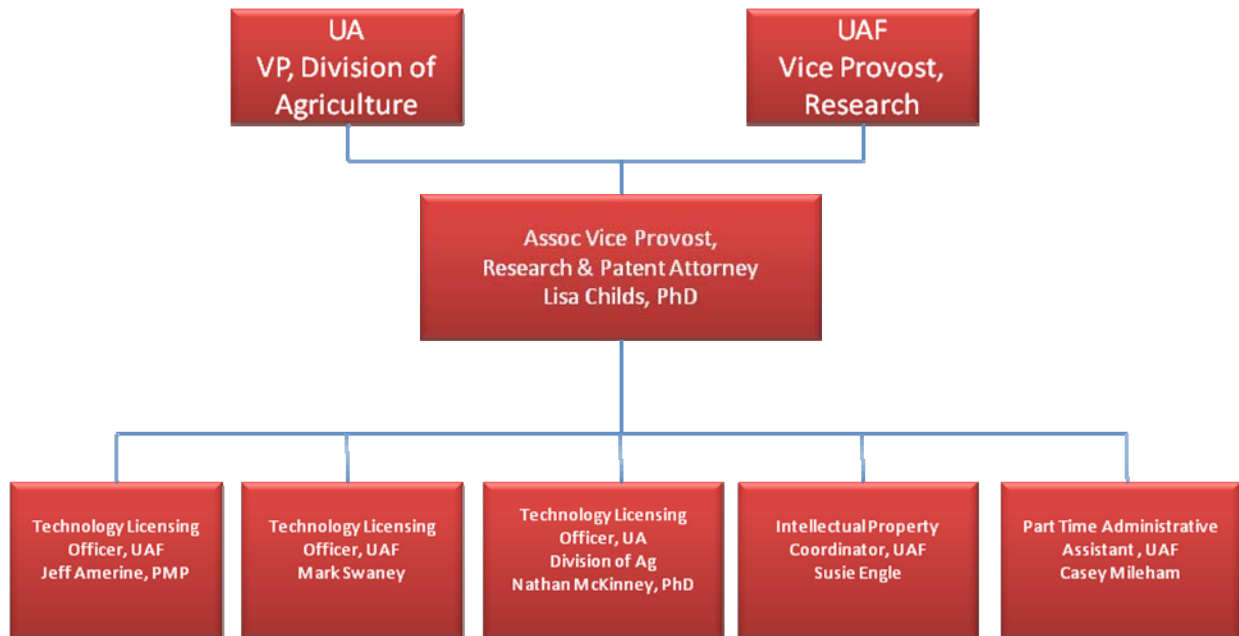 UA
VP, Division of
Agriculture
UAF
Vice Provost,
Research
Assoc Vice Provost,
Research & Patent Attorney
Lisa Childs, PhD
Technology Licensing
Officer, UAF
Jeff Amerine, PMP
Technology Licensing
Officer, UAF
Mark Swaney
Technology Licensing
Officer, UA
Division of Ag
Nathan McKinney, PhD
Intellectual Property
Coordinator, UAF
Susie Engle
Part Time Administrative
Assistant , UAF
Casey Mileham